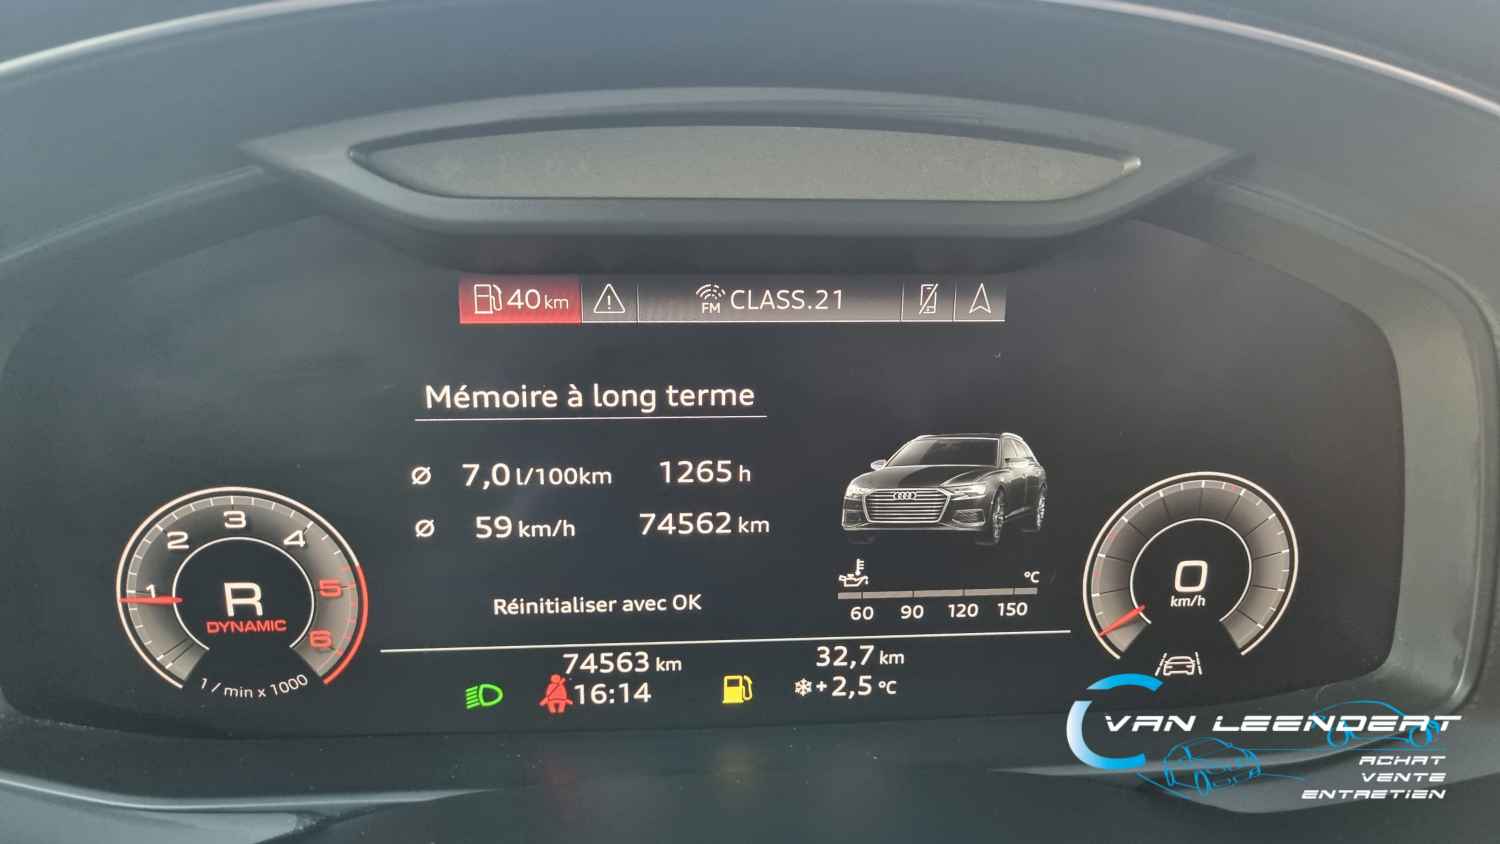 40 km
FM CLASS.21
Mémoire à long terme
Ø 7,0 l/100km 1265 h
Ø 59 km/h 74562 km
Réinitialiser avec OK
1 2 3 4 5 6
R
DYNAMIC
1 / min x 1000
°C
60 90 120 150
0
km/h
74563 km 32,7 km
16:14 +2,5 °C
VAN LEENDERT
ACHAT
VENTE
ENTRETIEN